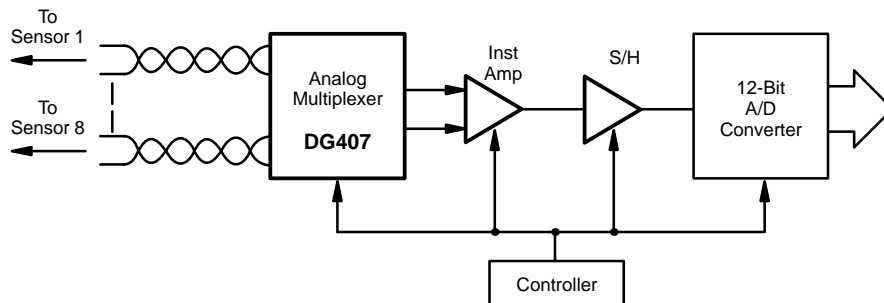 To
Sensor 1
To
Sensor 8
Analog
Multiplexer
DG407
Inst
Amp
S/H
12-Bit
A/D
Converter
Controller